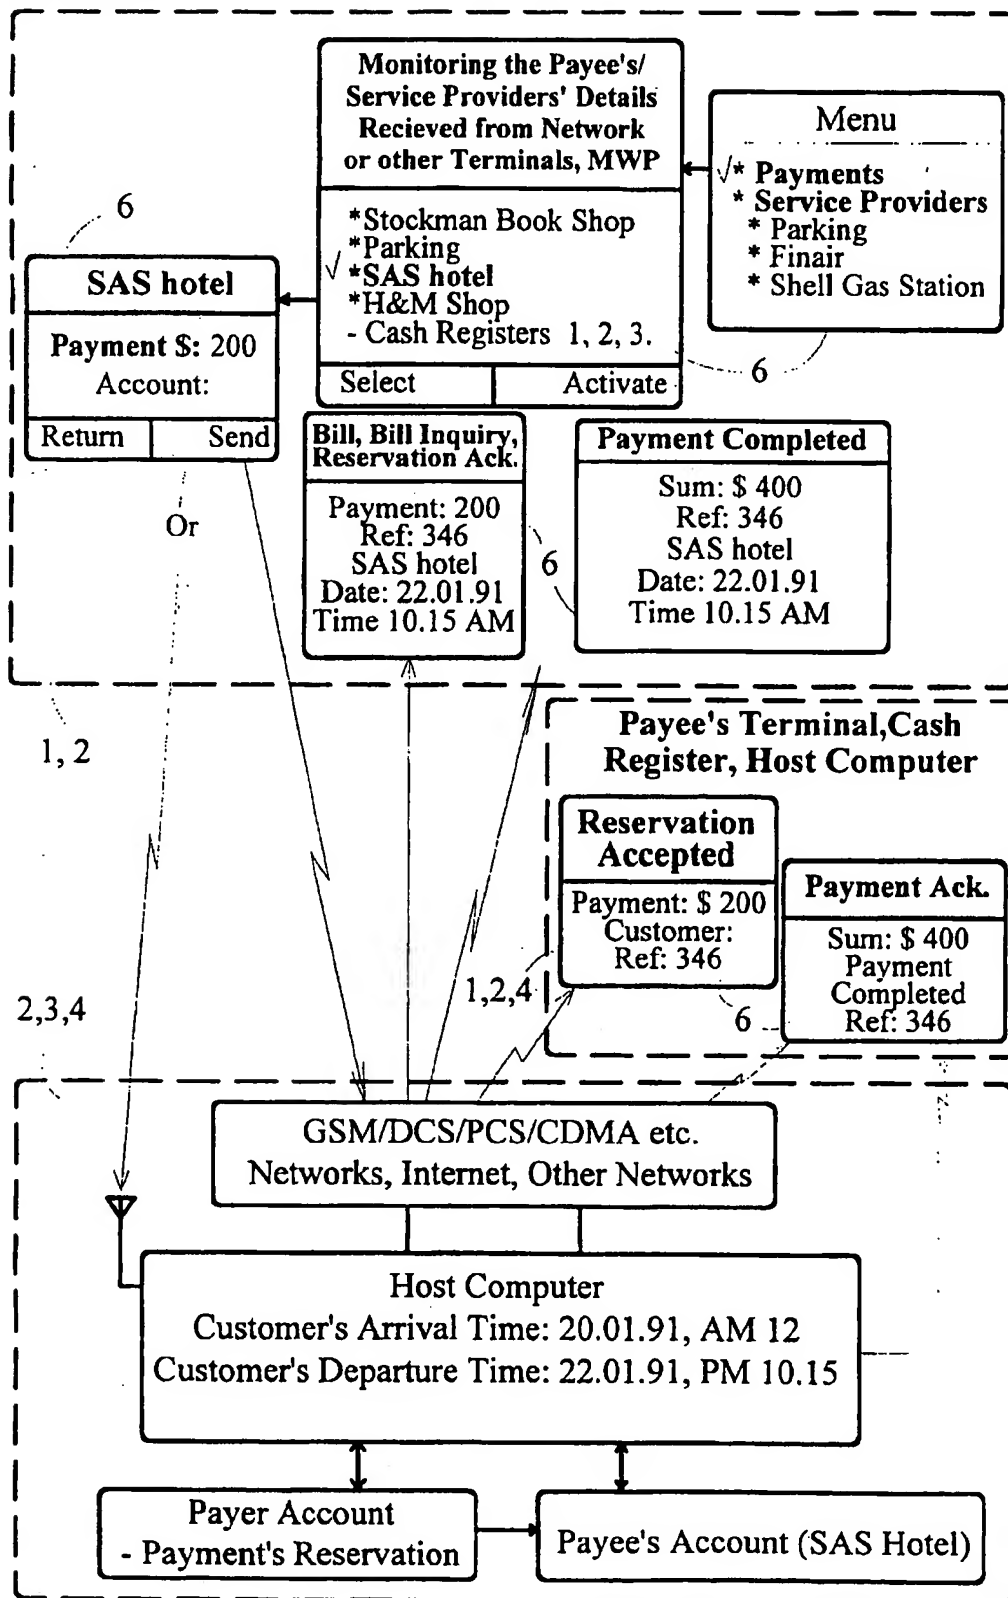 Monitoring the Payee's/
Service Providers' Details
Recieved from Network
or other Terminals, MWP
*Stockman Book Shop
*Parking
√ *SAS hotel
*H&M Shop
- Cash Registers 1, 2, 3.
Select Activate
Menu
√* Payments
* Service Providers
* Parking
* Finair
* Shell Gas Station
6
6
SAS hotel
Payment $: 200
Account:
Return Send
Or
Bill, Bill Inquiry,
Reservation Ack.
Payment: 200
Ref: 346
SAS hotel
Date: 22.01.91
Time 10.15 AM
6
Payment Completed
Sum: $ 400
Ref: 346
SAS hotel
Date: 22.01.91
Time 10.15 AM
1, 2
Payee's Terminal,Cash
Register, Host Computer
Reservation
Accepted
Payment: $ 200
Customer:
Ref: 346
Payment Ack.
Sum: $ 400
Payment
Completed
Ref: 346
1,2,4
6
2,3,4
GSM/DCS/PCS/CDMA etc.
Networks, Internet, Other Networks
Host Computer
Customer's Arrival Time: 20.01.91, AM 12
Customer's Departure Time: 22.01.91, PM 10.15
Payer Account
- Payment's Reservation
Payee's Account (SAS Hotel)